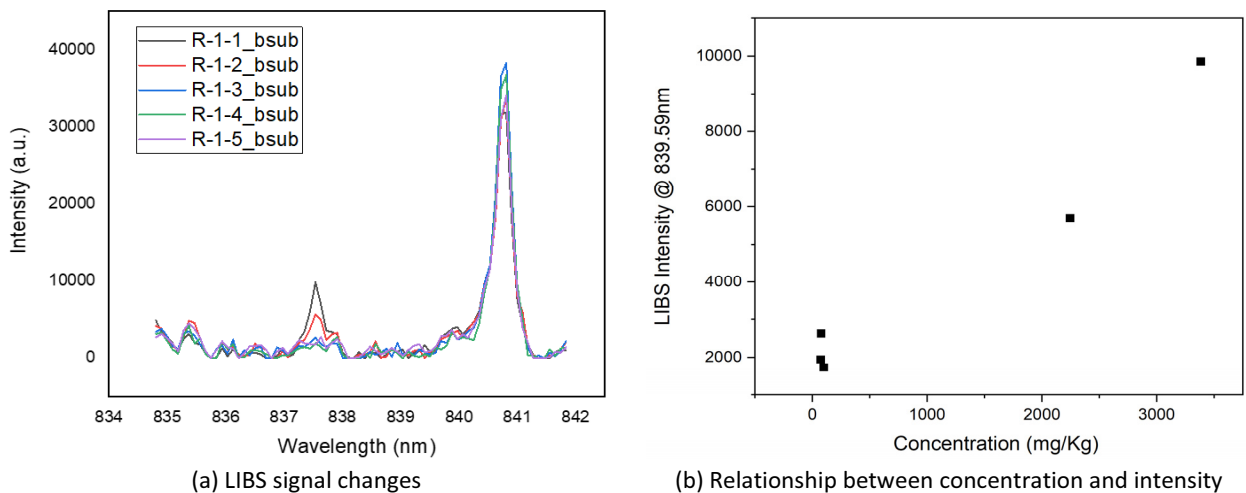 40000
30000
20000
10000
0
Intensity (a.u.)
R-1-1_bsub
R-1-2_bsub
R-1-3_bsub
R-1-4_bsub
R-1-5_bsub
834 835 836 837 838 839 840 841 842
Wavelength (nm)
(a) LIBS signal changes
10000
8000
6000
4000
2000
LIBS Intensity @ 839.59nm
0 1000 2000 3000
Concentration (mg/Kg)
(b) Relationship between concentration and intensity